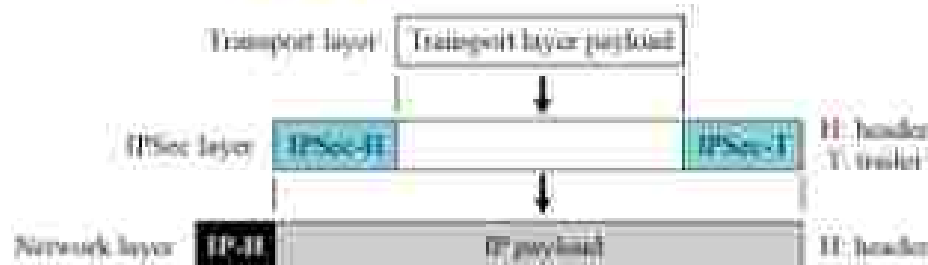 Transport layer Transport layer payload
IPSec layer IPSec-H IPSec-T H: header
T: trailer
Network layer IP-H IP payload H: header